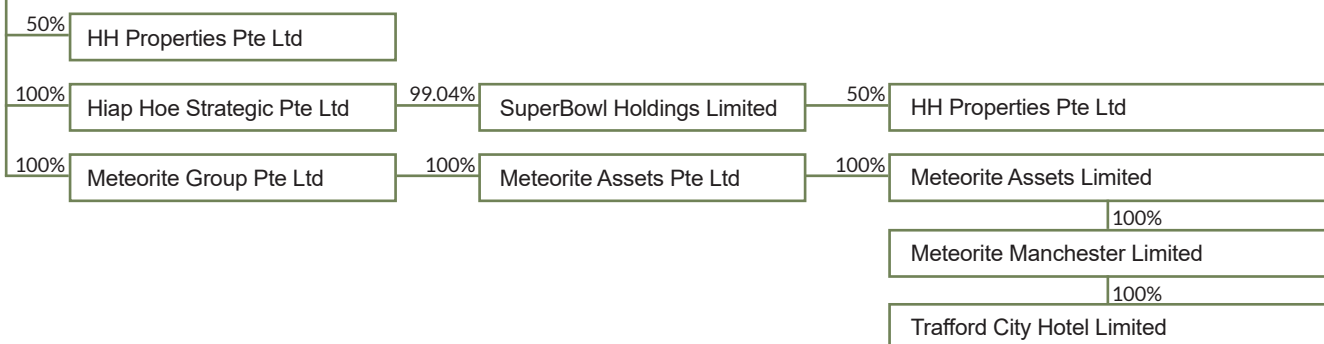 50%
HH Properties Pte Ltd
100%
Hiap Hoe Strategic Pte Ltd
99.04%
SuperBowl Holdings Limited
50%
HH Properties Pte Ltd
100%
Meteorite Group Pte Ltd
100%
Meteorite Assets Pte Ltd
100%
Meteorite Assets Limited
100%
Meteorite Manchester Limited
100%
Trafford City Hotel Limited